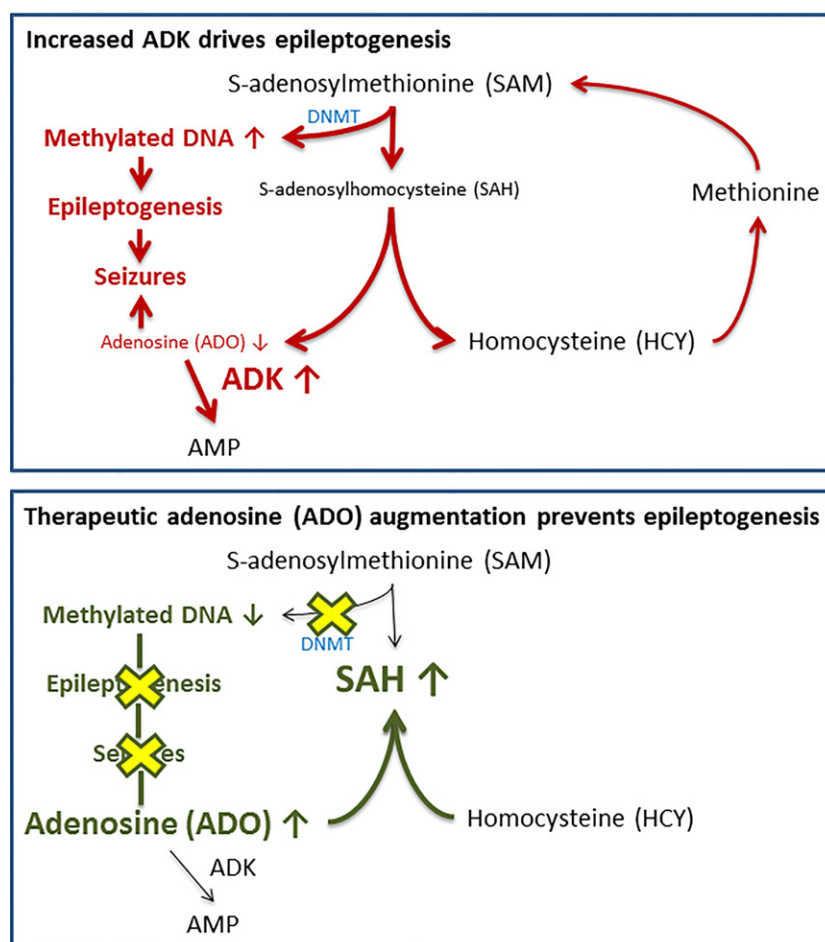 Increased ADK drives epileptogenesis
S-adenosylmethionine (SAM)
DNMT
Methylated DNA ↑
S-adenosylhomocysteine (SAH)
Methionine
Epileptogenesis
Seizures
Adenosine (ADO) ↓
Homocysteine (HCY)
ADK ↑
AMP
Therapeutic adenosine (ADO) augmentation prevents epileptogenesis
S-adenosylmethionine (SAM)
Methylated DNA ↓
DNMT
SAH ↑
Epileptogenesis
Seizures
Adenosine (ADO) ↑
Homocysteine (HCY)
ADK
AMP